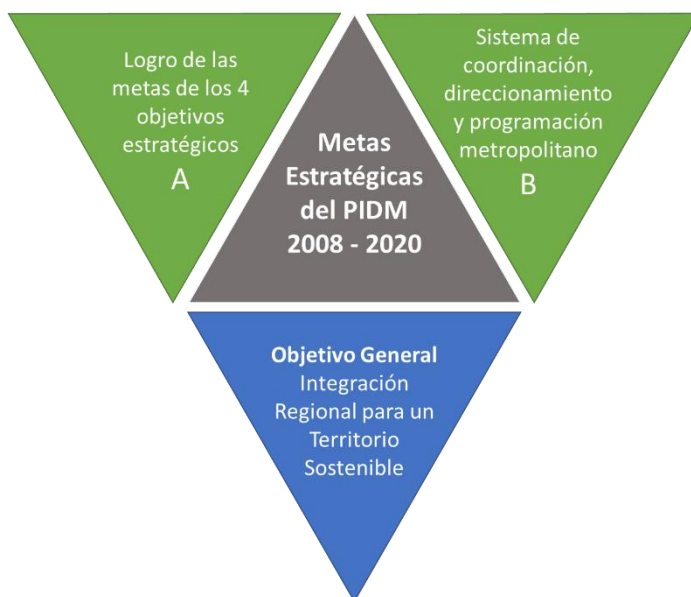 Logro de las
metas de los 4
objetivos
estratégicos
A
Metas
Estratégicas
del PIDM
2008 - 2020
Sistema de
coordinación,
direccionamiento
y programación
metropolitano
B
Objetivo General
Integración
Regional para un
Territorio
Sostenible